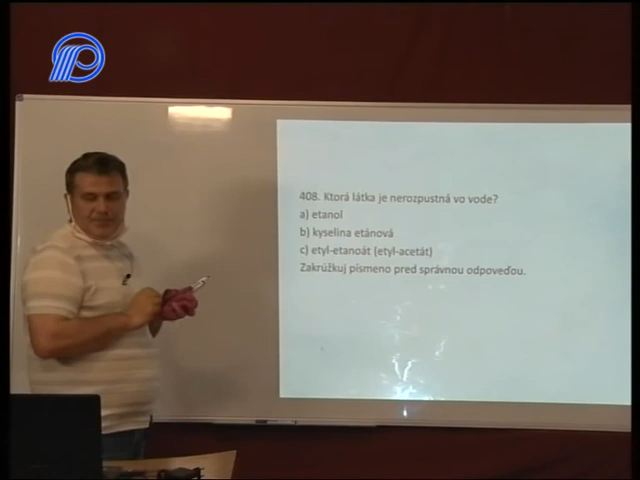 408. Ktorá látka je nerozpustná vo vode?
a) etanol
b) kyselina etánová
c) etyl-etanoát (etyl-acetát)
Zakrúžkuj písmeno pred správnou odpoveďou.